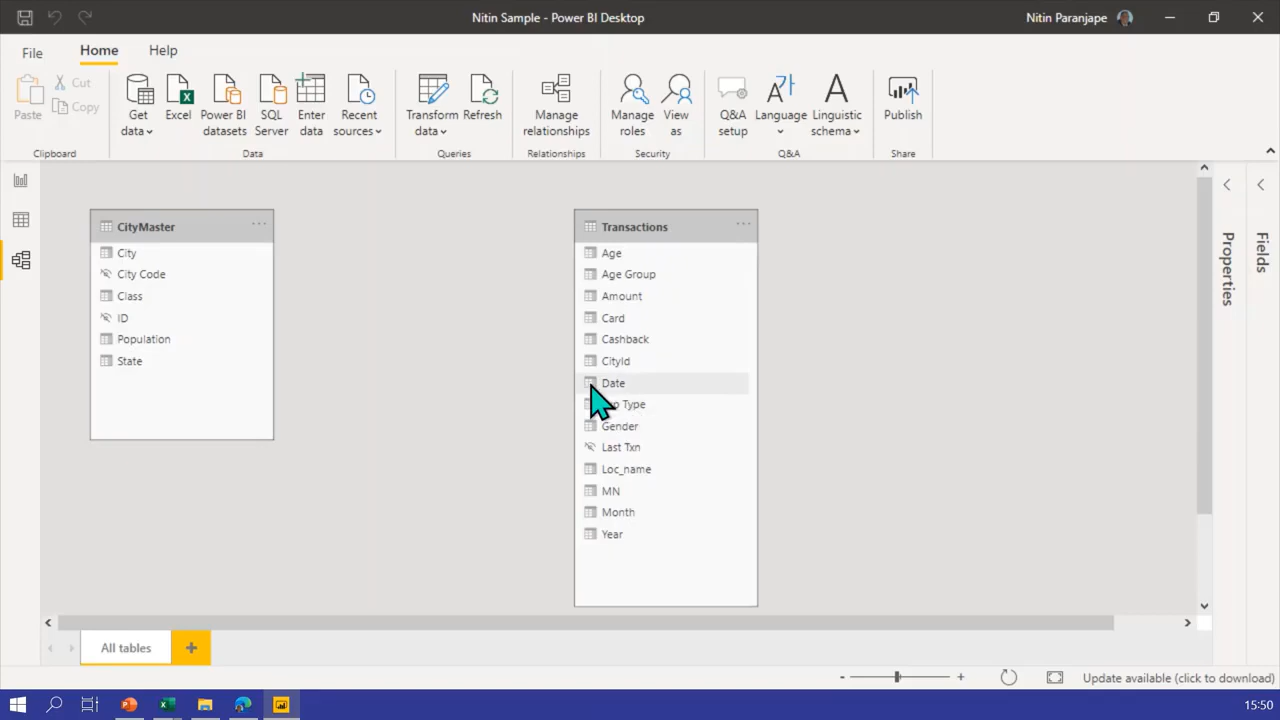 Nitin Sample - Power BI Desktop
Nitin Paranjape
File
Home
Help
Paste
Cut
Copy
Clipboard
Get data
Excel
Power BI datasets
SQL Server
Enter data
Recent sources
Data
Transform data
Refresh
Queries
Manage relationships
Relationships
Manage roles
View as
Security
Q&A setup
Language
Linguistic schema
Q&A
Publish
Share
CityMaster
City
City Code
Class
ID
Population
State
Transactions
Age
Age Group
Amount
Card
Cashback
CityId
Date
Type
Gender
Last Txn
Loc_name
MN
Month
Year
Properties
Fields
All tables
Update available (click to download)
15:50